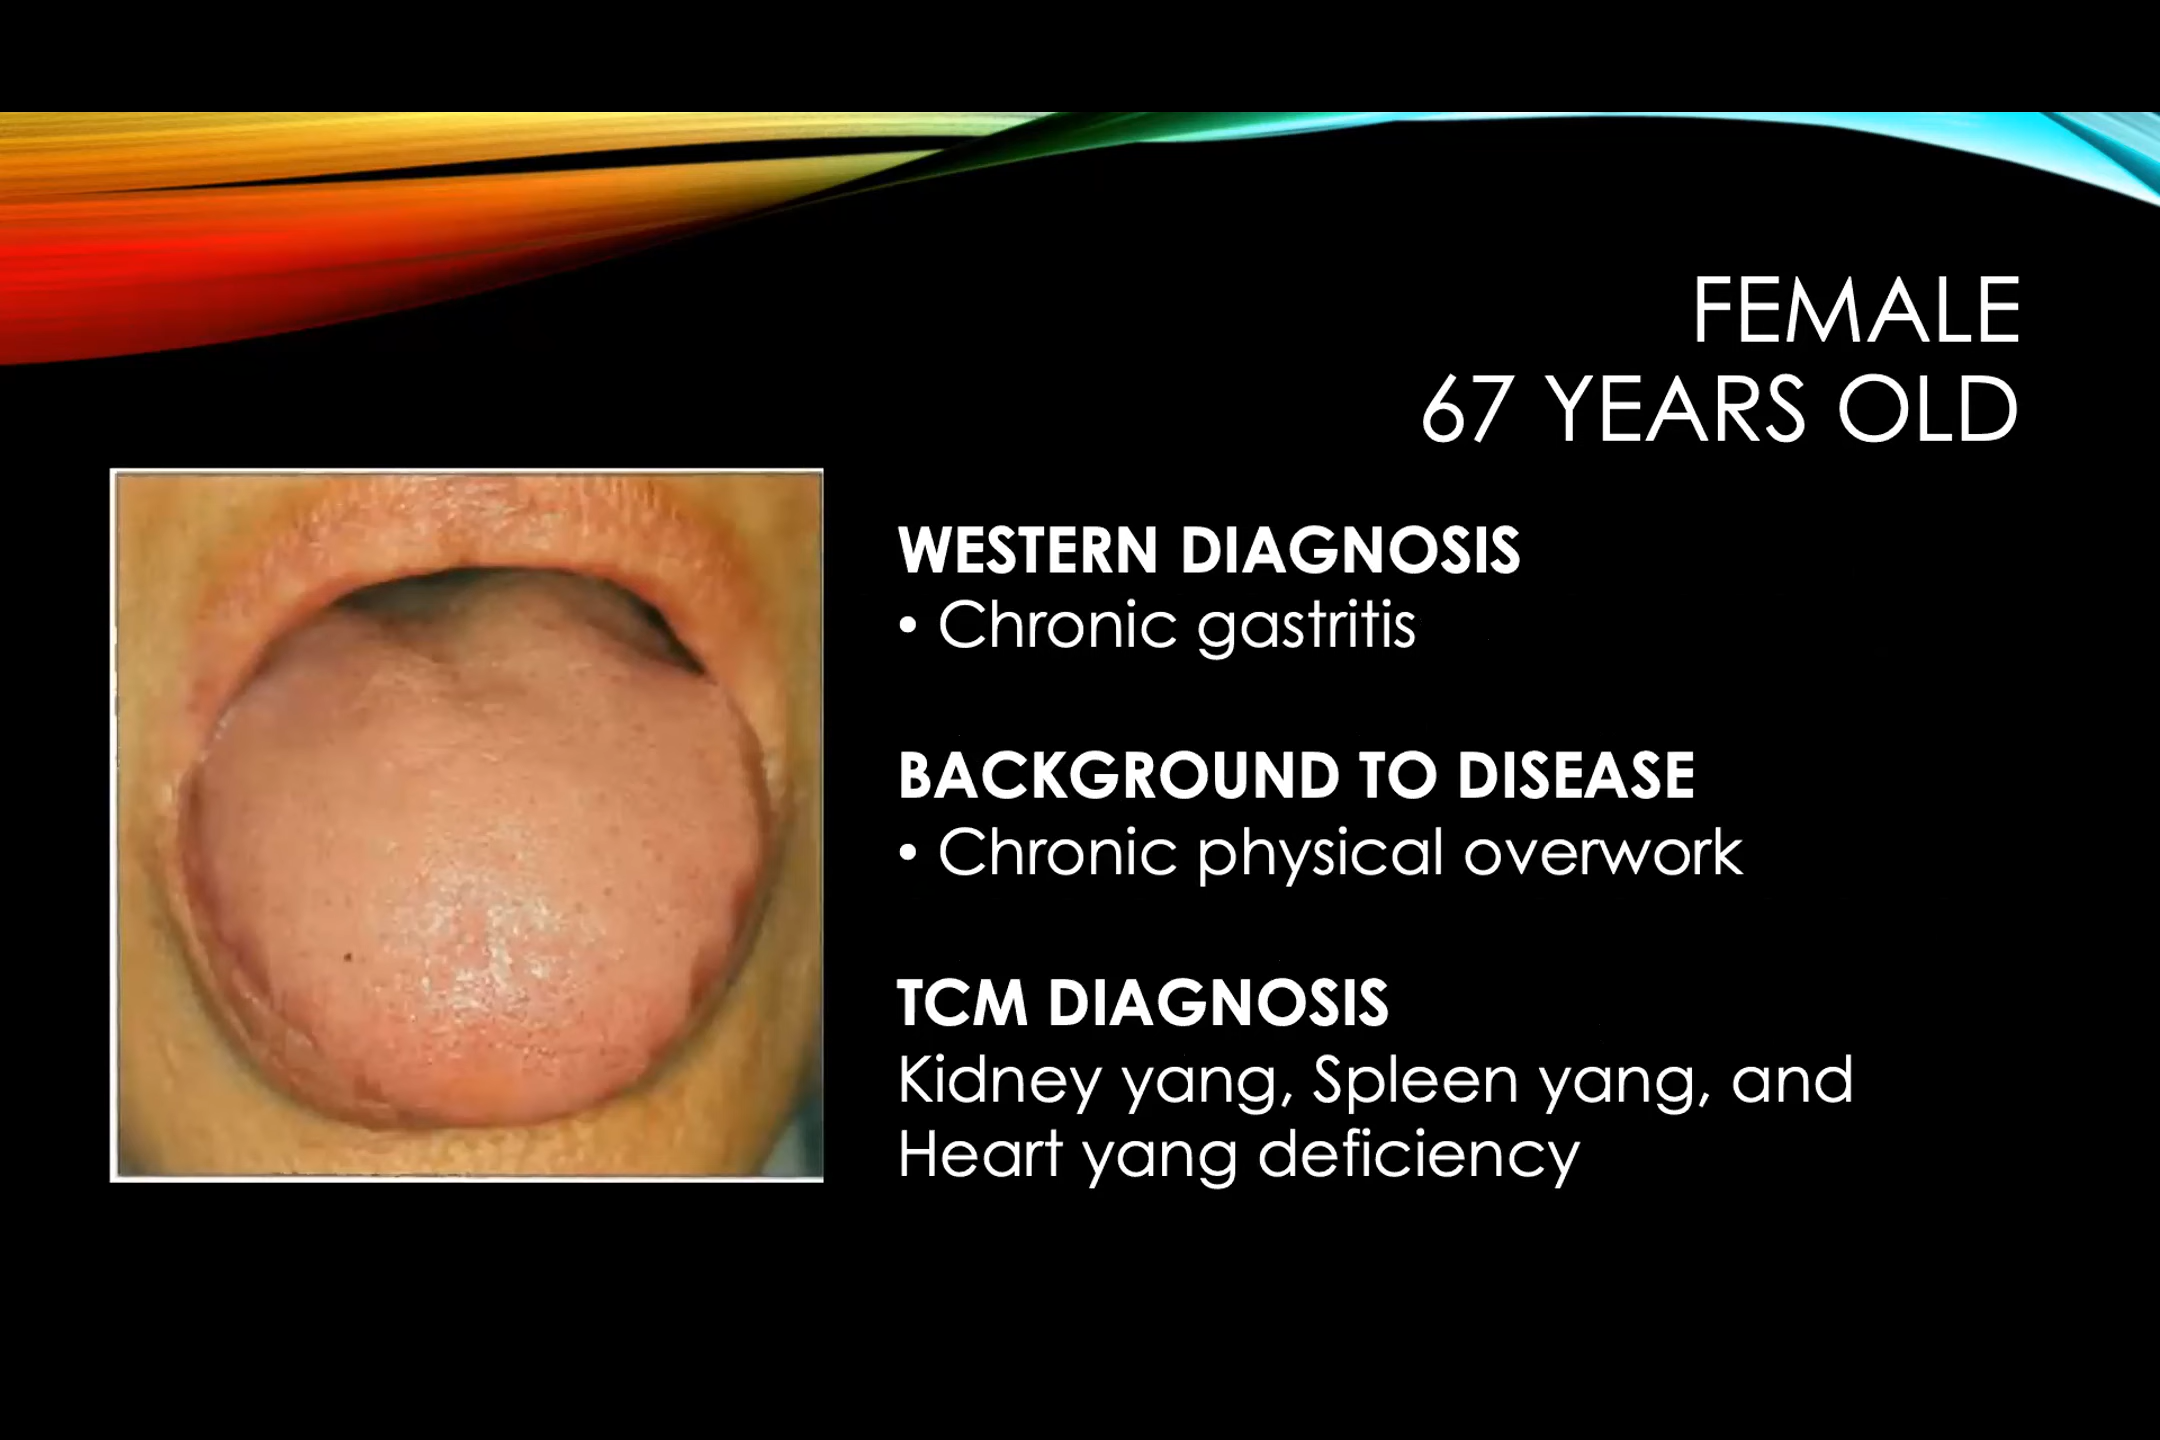 FEMALE
67 YEARS OLD
WESTERN DIAGNOSIS
• Chronic gastritis
BACKGROUND TO DISEASE
• Chronic physical overwork
TCM DIAGNOSIS
Kidney yang, Spleen yang, and
Heart yang deficiency